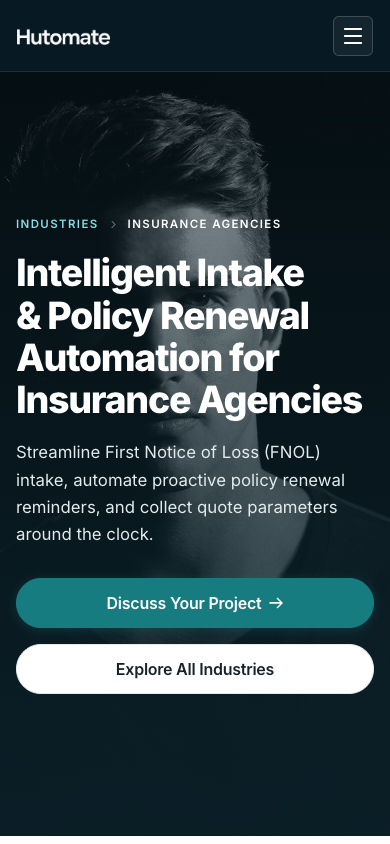 Hutomate
INDUSTRIES > INSURANCE AGENCIES
Intelligent Intake
& Policy Renewal
Automation for
Insurance Agencies
Streamline First Notice of Loss (FNOL)
intake, automate proactive policy renewal
reminders, and collect quote parameters
around the clock.
Discuss Your Project →
Explore All Industries